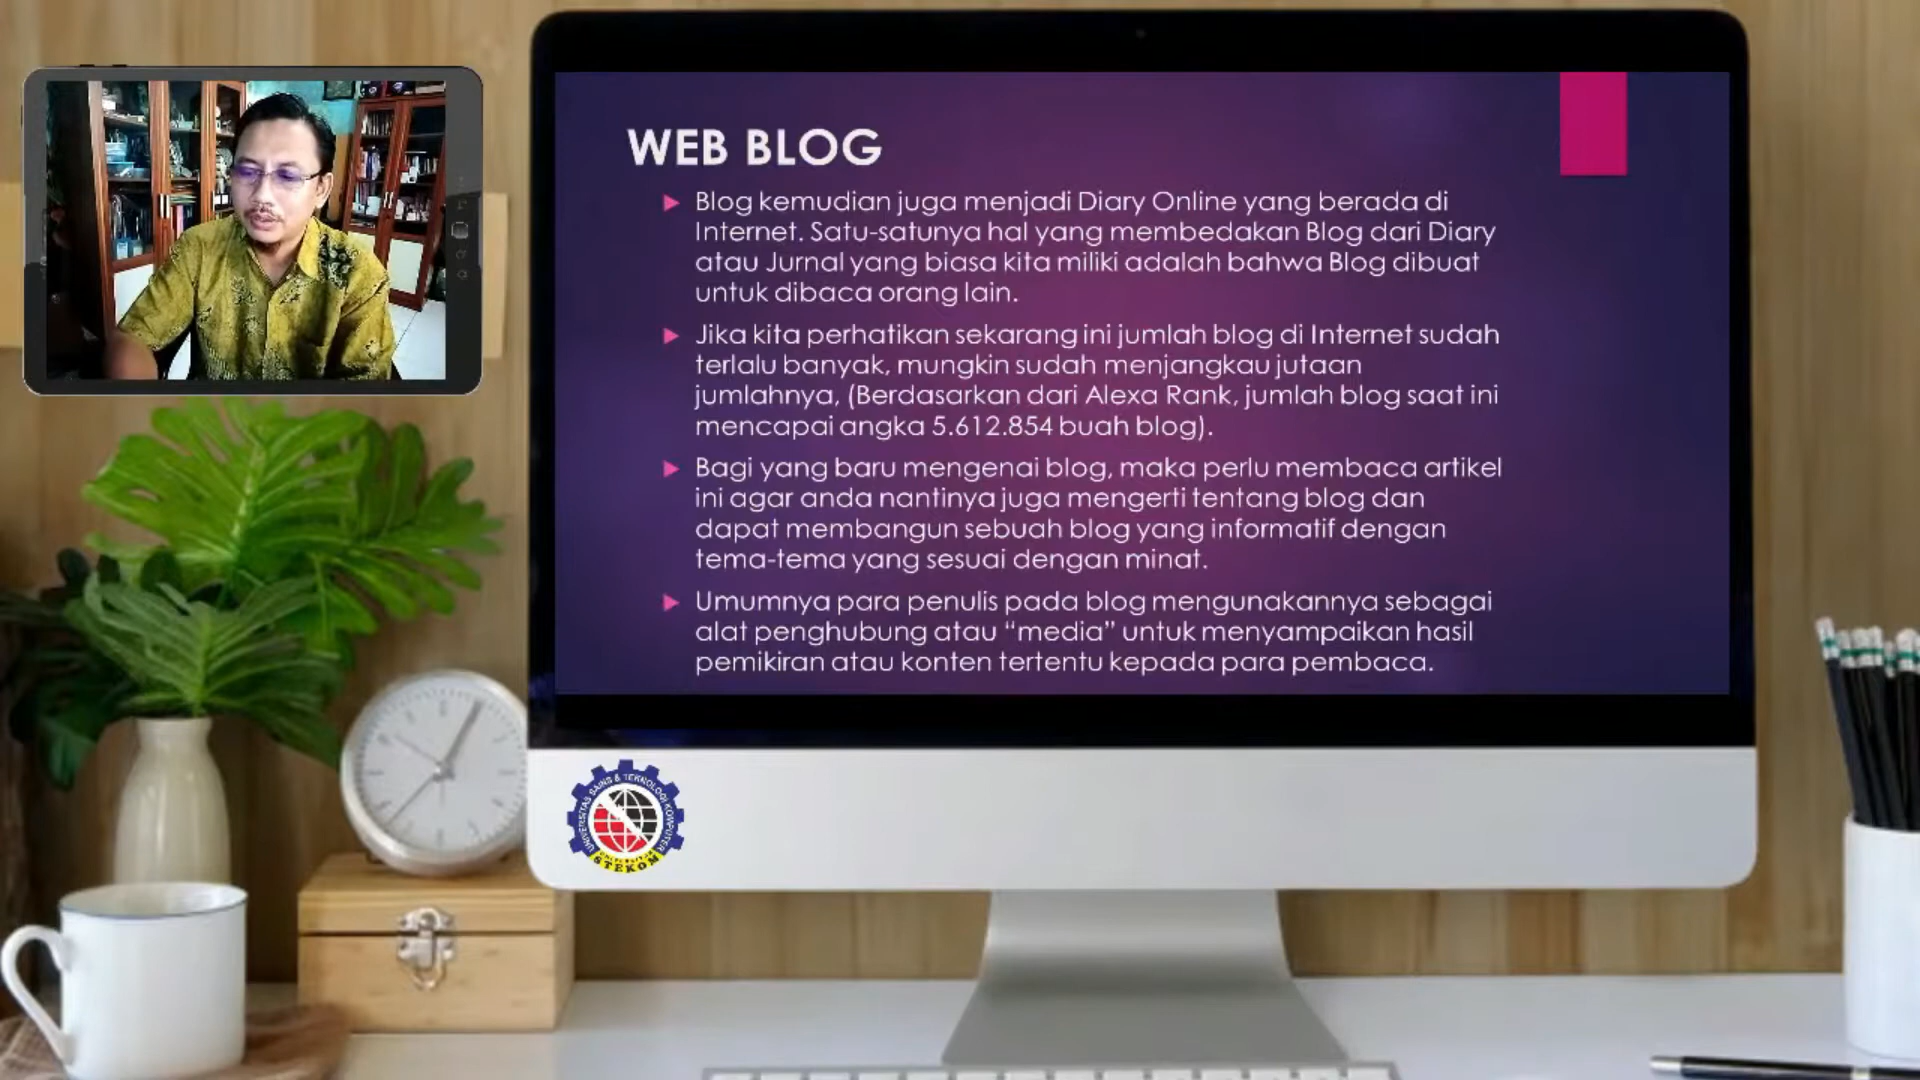 WEB BLOG
Blog kemudian juga menjadi Diary Online yang berada di
Internet. Satu-satunya hal yang membedakan Blog dari Diary
atau Jurnal yang biasa kita miliki adalah bahwa Blog dibuat
untuk dibaca orang lain.
Jika kita perhatikan sekarang ini jumlah blog di Internet sudah
terlalu banyak, mungkin sudah menjangkau jutaan
jumlahnya, (Berdasarkan dari Alexa Rank, jumlah blog saat ini
mencapai angka 5.612.854 buah blog).
Bagi yang baru mengenai blog, maka perlu membaca artikel
ini agar anda nantinya juga mengerti tentang blog dan
dapat membangun sebuah blog yang informatif dengan
tema-tema yang sesuai dengan minat.
Umumnya para penulis pada blog mengunakannya sebagai
alat penghubung atau “media” untuk menyampaikan hasil
pemikiran atau konten tertentu kepada para pembaca.
UNIVERSITAS SAINS & TEKNOLOGI KOMPUTER
UNIVERSITAS
STEKOM